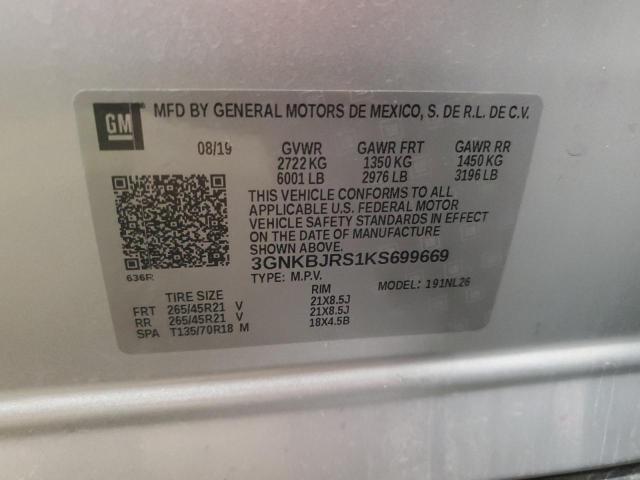 GM
MFD BY GENERAL MOTORS DE MEXICO, S. DE R.L. DE C.V.
08/19 GVWR GAWR FRT GAWR RR
2722 KG 1350 KG 1450 KG
6001 LB 2976 LB 3196 LB
THIS VEHICLE CONFORMS TO ALL
APPLICABLE U.S. FEDERAL MOTOR
VEHICLE SAFETY STANDARDS IN EFFECT
ON THE DATE OF MANUFACTURE
SHOWN ABOVE.
636R 3GNKBJRS1KS699669
TYPE: M.P.V. MODEL: 191NL26
TIRE SIZE RIM
FRT 265/45R21 V 21X8.5J
RR 265/45R21 V 21X8.5J
SPA T135/70R18 M 18X4.5B